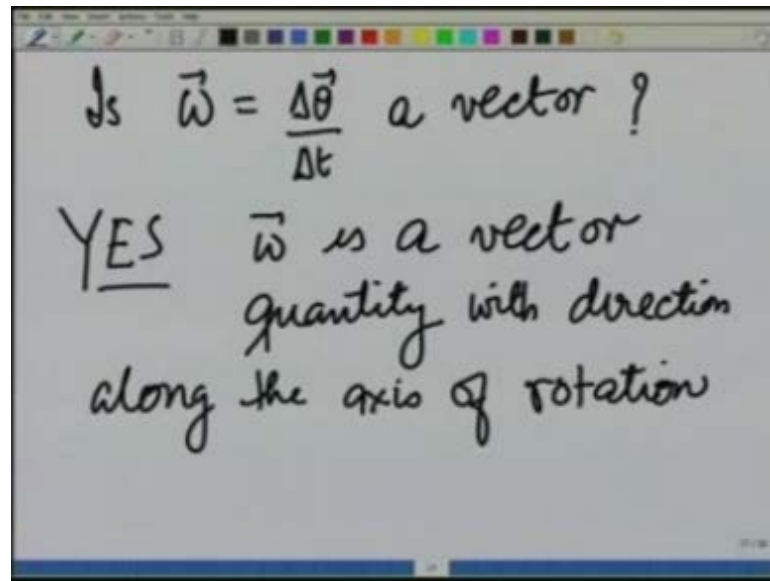 Is ω⃗ = Δθ⃗/Δt a vector?
YES ω⃗ is a vector
quantity with direction
along the axis of rotation